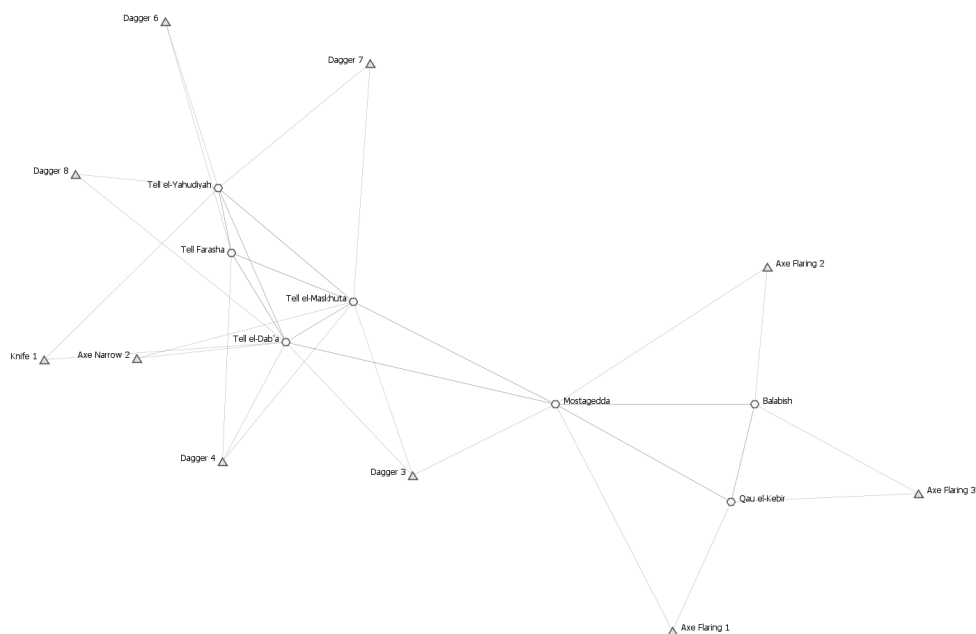 Dagger 6
Dagger 7
Dagger 8
Tell el-Yahudiyah
Tell Farasha
Axe Flaring 2
Tell el-Maskhuta
Tell el-Dab'a
Knife 1
Axe Narrow 2
Mostagedda
Balabish
Dagger 4
Dagger 3
Axe Flaring 3
Qau el-Kebir
Axe Flaring 1